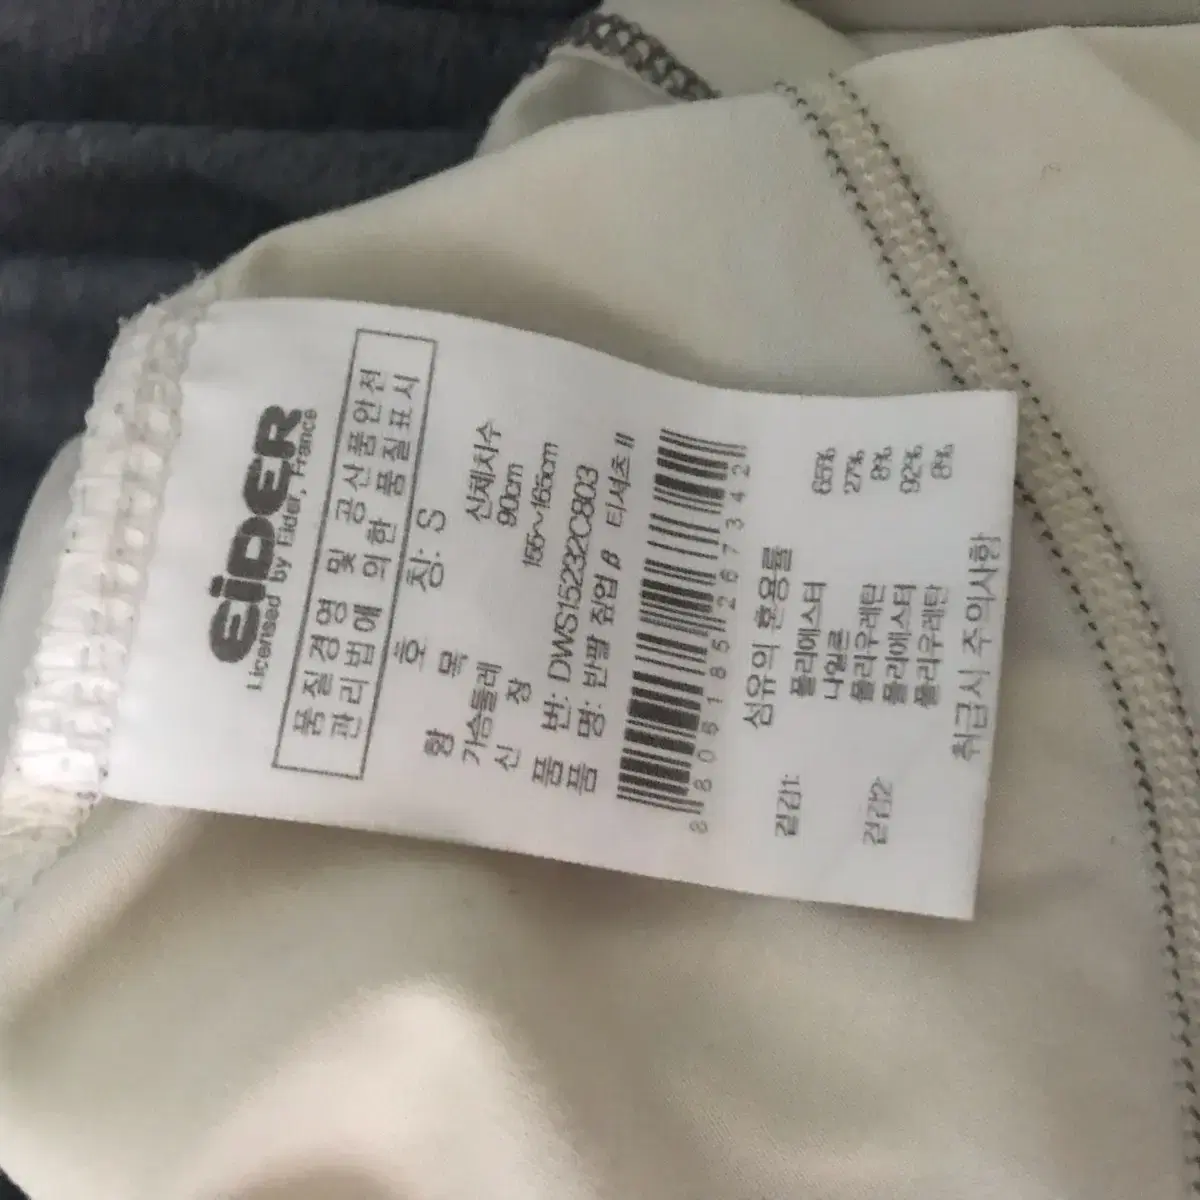 EiDER
Licensed by Eider, France
품질경영 및 공산품안전
관리법에 의한 품질표시
호 칭: S
항 목 신체치수
가슴둘레 90cm
신 장 155~165cm
품 번: DWS15232C803
품 명: 반팔 짚업 β 티셔츠 II
8805185267342
섬유의 혼용률
겉감1: 폴리에스터 65%
나일론 27%
폴리우레탄 8%
겉감2: 폴리에스터 92%
폴리우레탄 8%
취급시 주의사항